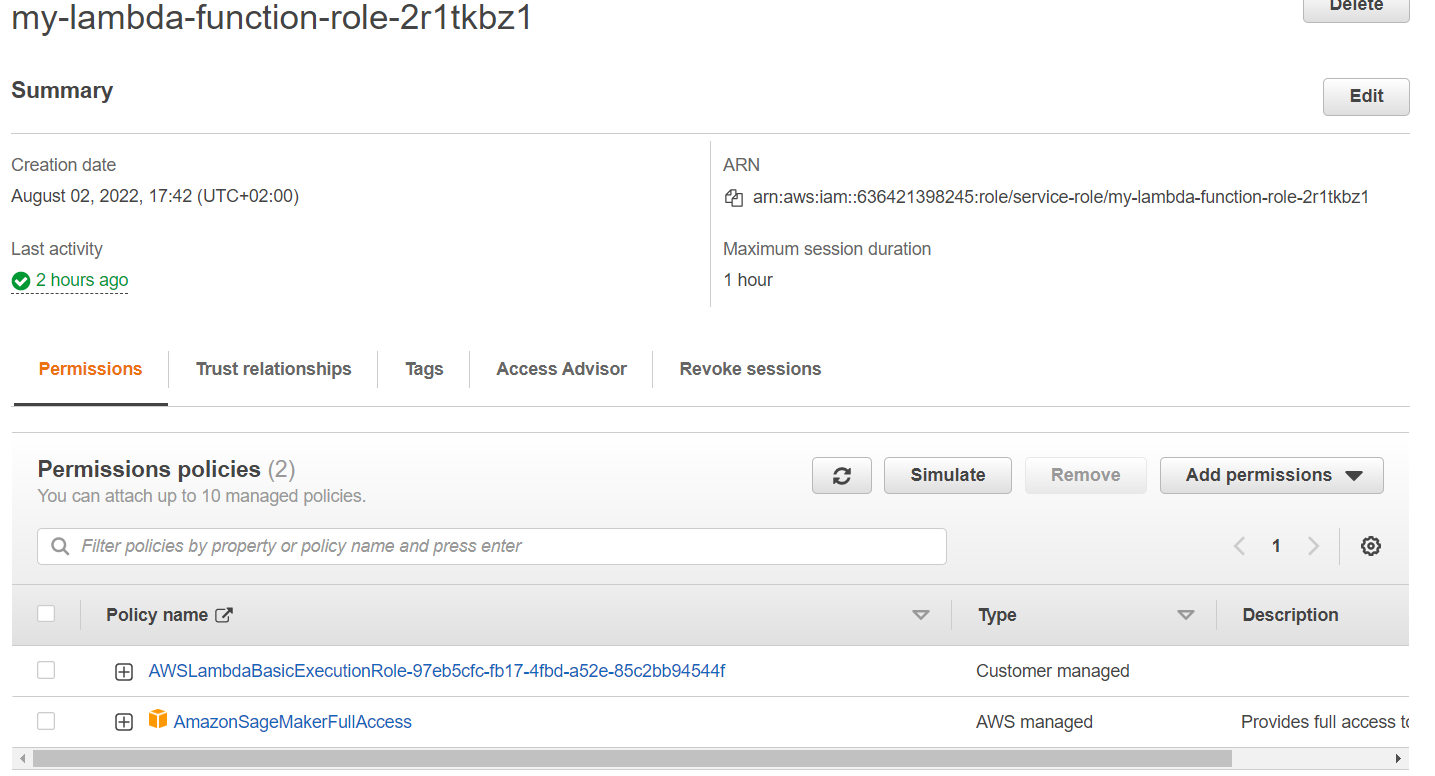 my-lambda-function-role-2r1tkbz1
Delete
Summary
Edit
Creation date
August 02, 2022, 17:42 (UTC+02:00)
ARN
arn:aws:iam::636421398245:role/service-role/my-lambda-function-role-2r1tkbz1
Last activity
2 hours ago
Maximum session duration
1 hour
Permissions Trust relationships Tags Access Advisor Revoke sessions
Permissions policies (2)
You can attach up to 10 managed policies.
Simulate Remove Add permissions
Filter policies by property or policy name and press enter
1
Policy name Type Description
AWSLambdaBasicExecutionRole-97eb5cfc-fb17-4fbd-a52e-85c2bb94544f Customer managed
AmazonSageMakerFullAccess AWS managed Provides full access to